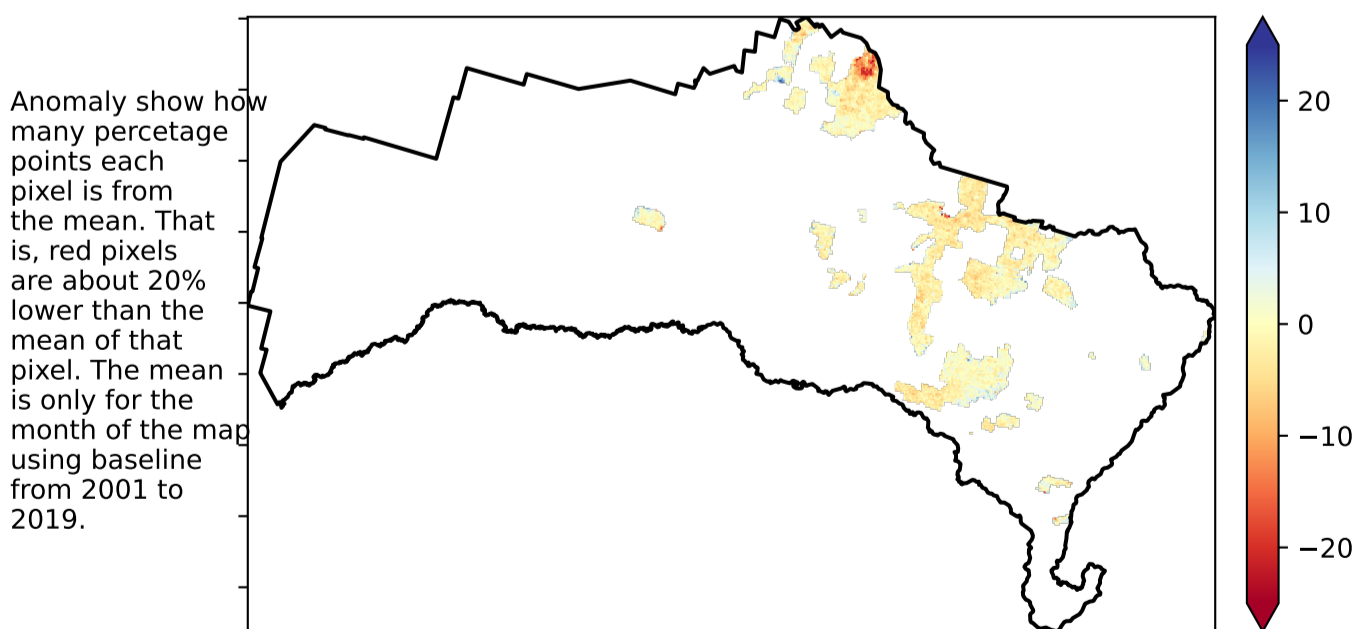 Anomaly show how
many percetage
points each
pixel is from
the mean. That
is, red pixels
are about 20%
lower than the
mean of that
pixel. The mean
is only for the
month of the map
using baseline
from 2001 to
2019.
20
10
0
−10
−20